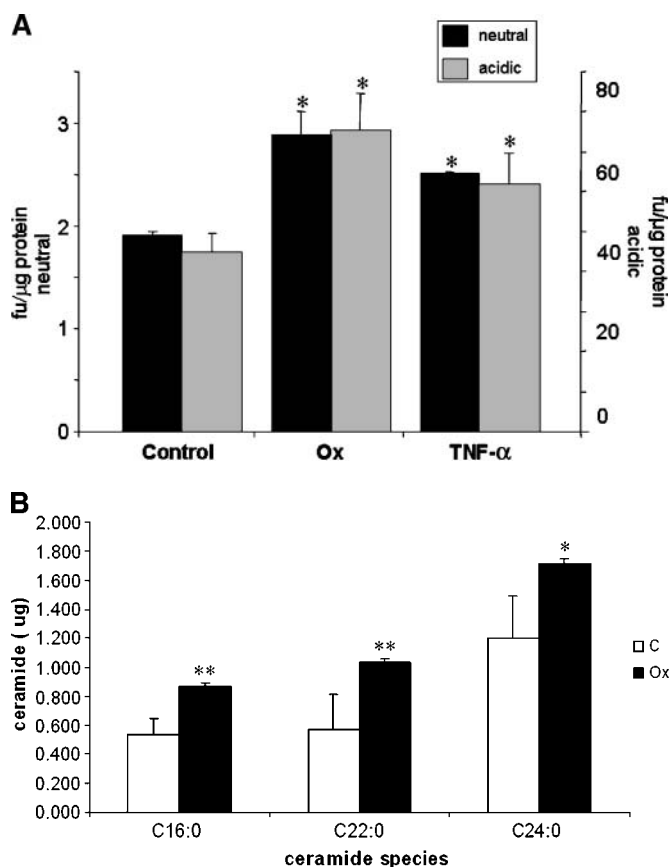 A
neutral
acidic
fu/µg protein
neutral
3
2
1
0
80
60
40
20
0
fu/µg protein
acidic
* * * *
Control Ox TNF-α
B
ceramide ( ug)
2.000
1.800
1.600
1.400
1.200
1.000
0.800
0.600
0.400
0.200
0.000
** ** *
C
Ox
C16:0 C22:0 C24:0
ceramide species